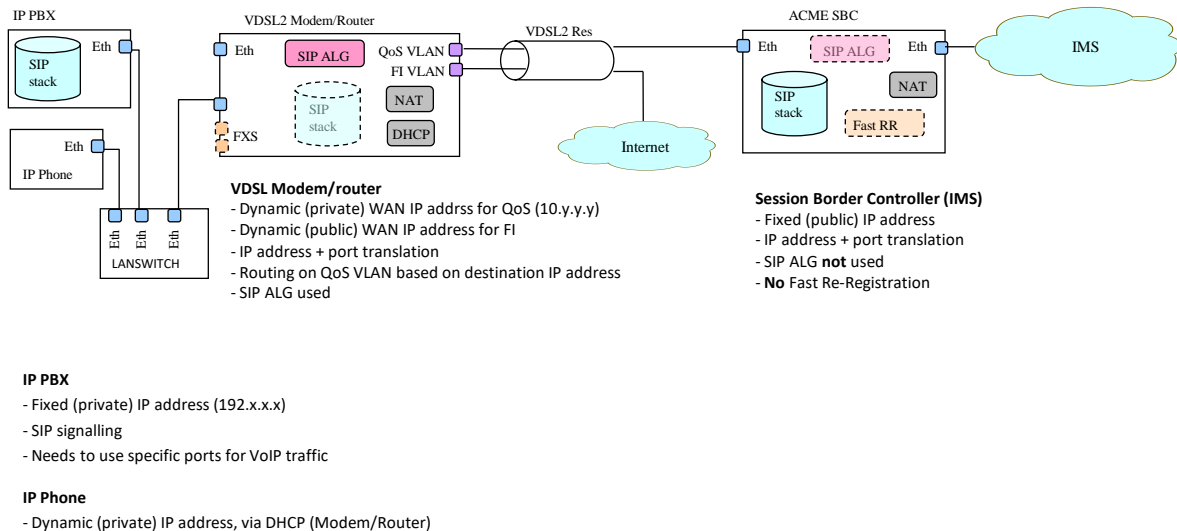 IP PBX
SIP
stack
Eth
IP Phone
Eth
Eth
Eth
Eth
LANSWITCH
VDSL2 Modem/Router
Eth
SIP ALG
QoS VLAN
FI VLAN
SIP
stack
NAT
DHCP
FXS
VDSL2 Res
Internet
ACME SBC
Eth
SIP ALG
Eth
SIP
stack
NAT
Fast RR
IMS
VDSL Modem/router
- Dynamic (private) WAN IP addrss for QoS (10.y.y.y)
- Dynamic (public) WAN IP address for FI
- IP address + port translation
- Routing on QoS VLAN based on destination IP address
- SIP ALG used
Session Border Controller (IMS)
- Fixed (public) IP address
- IP address + port translation
- SIP ALG not used
- No Fast Re-Registration
IP PBX
- Fixed (private) IP address (192.x.x.x)
- SIP signalling
- Needs to use specific ports for VoIP traffic
IP Phone
- Dynamic (private) IP address, via DHCP (Modem/Router)